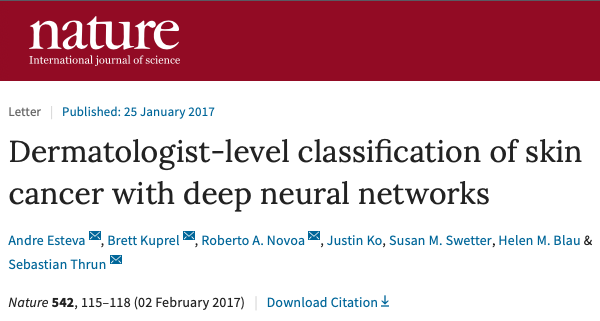 nature
International journal of science
Letter | Published: 25 January 2017
Dermatologist-level classification of skin
cancer with deep neural networks
Andre Esteva, Brett Kuprel, Roberto A. Novoa, Justin Ko, Susan M. Swetter, Helen M. Blau &
Sebastian Thrun
Nature 542, 115–118 (02 February 2017) | Download Citation